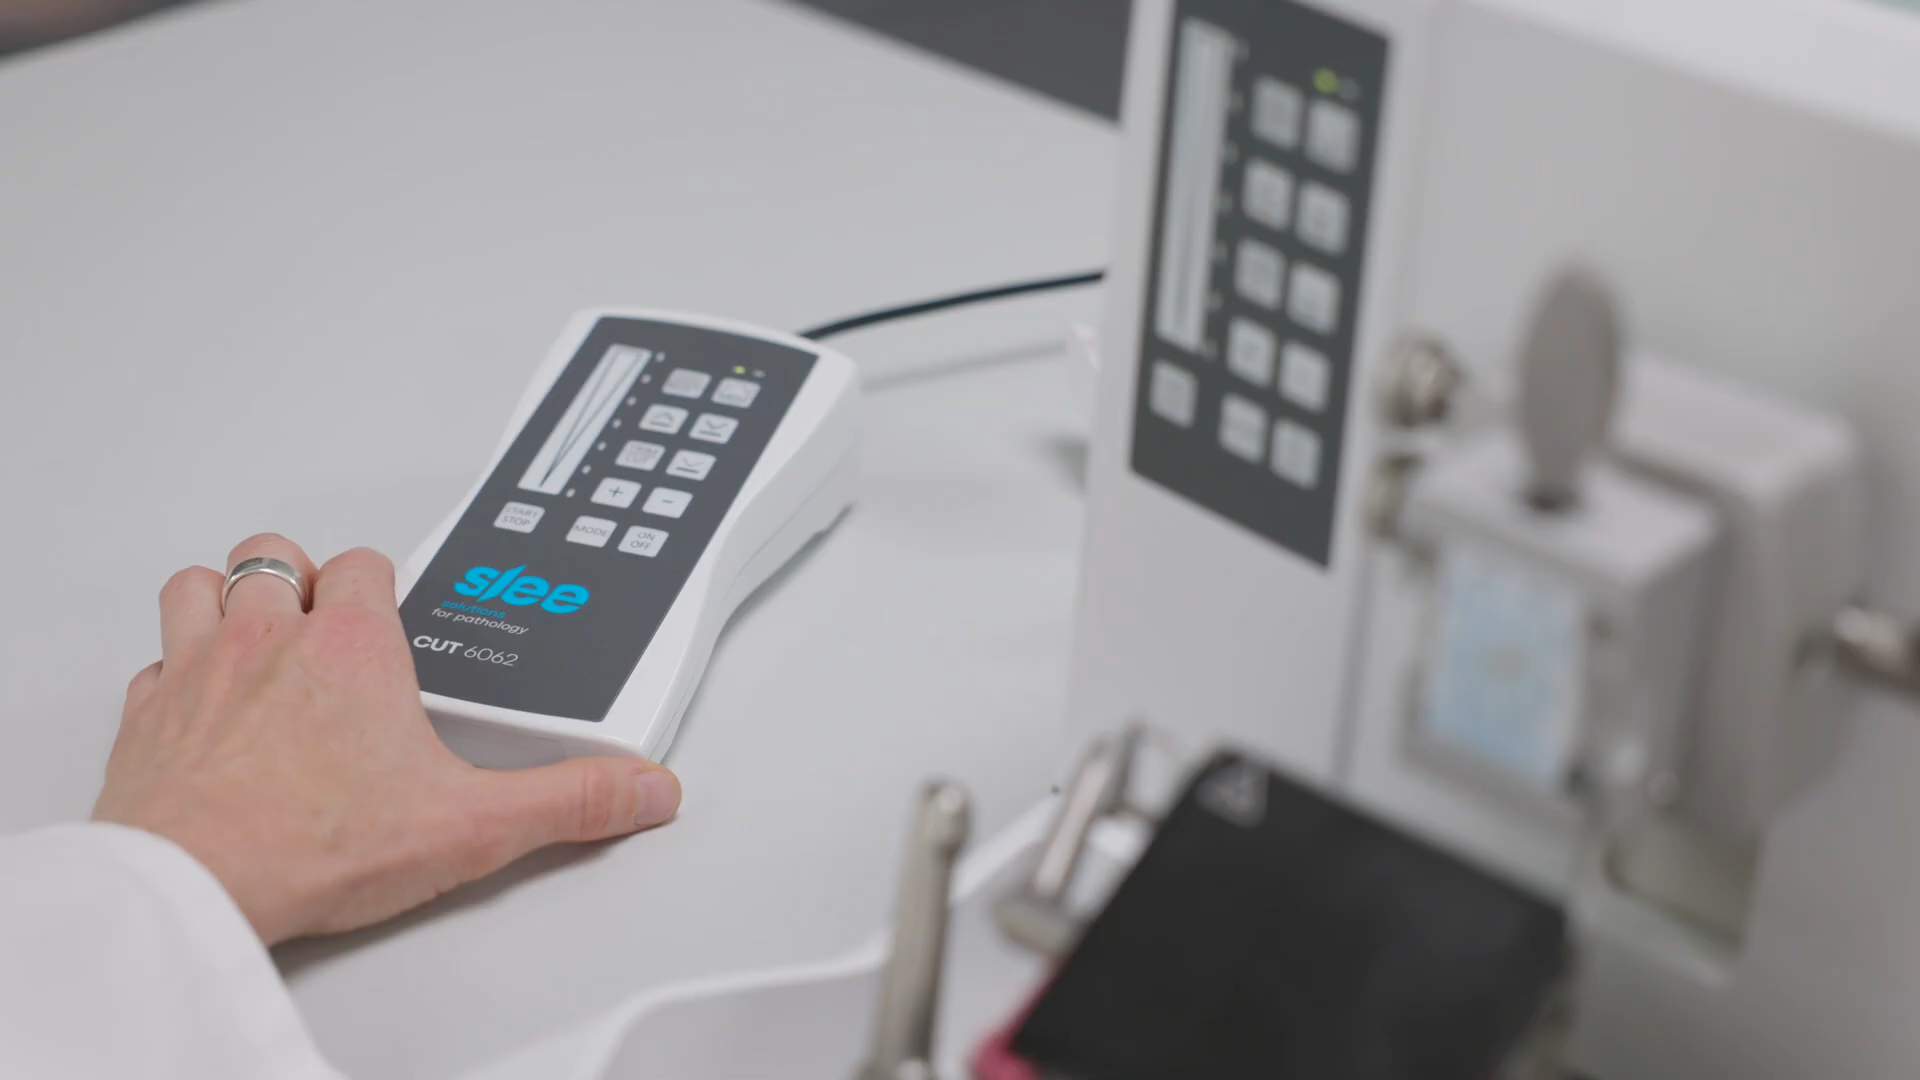 + −
START
STOP
MODE
ON
OFF
slee
solutions
for pathology
CUT 6062